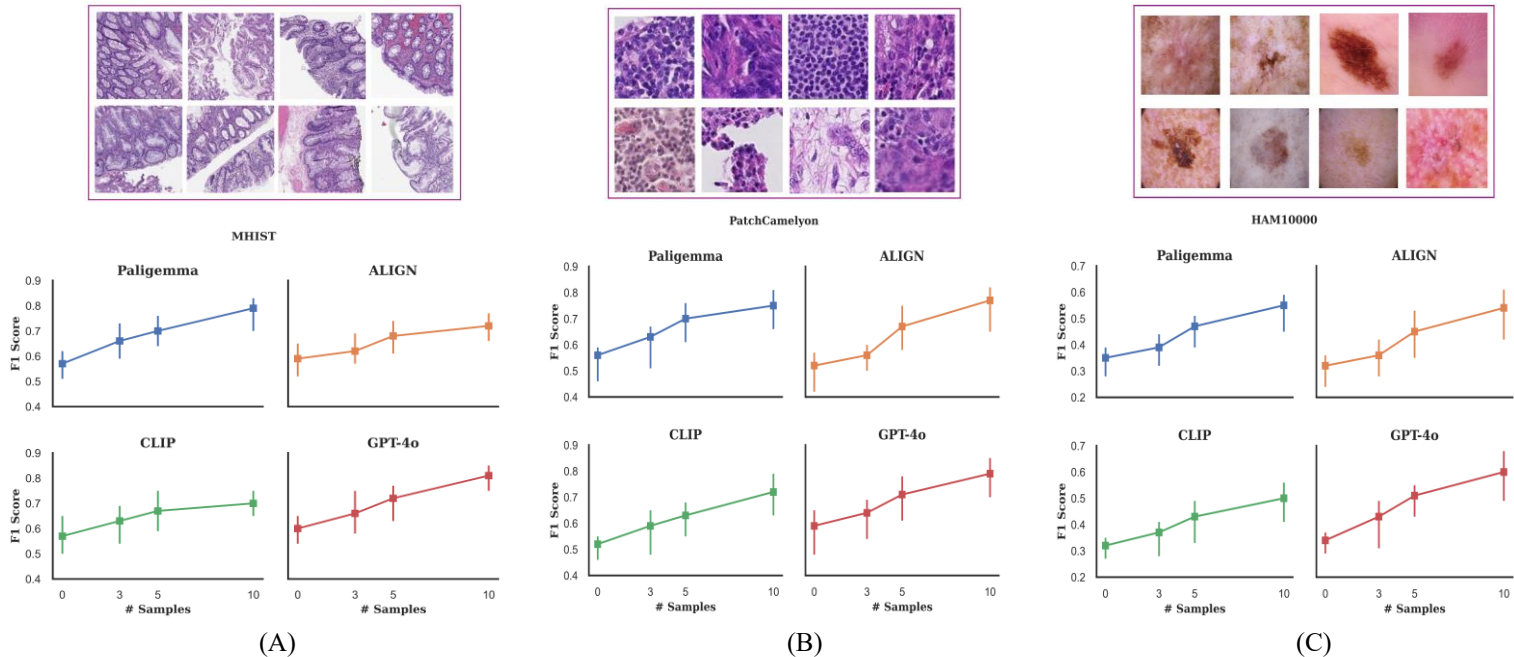 MHIST
Paligemma
ALIGN
F1 Score
0.9
0.8
0.7
0.6
0.5
0.4
CLIP
GPT-4o
F1 Score
0.9
0.8
0.7
0.6
0.5
0.4
0 3 5 10
0 3 5 10
# Samples
# Samples
(A)
PatchCamelyon
Paligemma
ALIGN
F1 Score
0.9
0.8
0.7
0.6
0.5
0.4
CLIP
GPT-4o
F1 Score
0.9
0.8
0.7
0.6
0.5
0.4
0 3 5 10
0 3 5 10
# Samples
# Samples
(B)
HAM10000
Paligemma
ALIGN
F1 Score
0.7
0.6
0.5
0.4
0.3
0.2
CLIP
GPT-4o
F1 Score
0.7
0.6
0.5
0.4
0.3
0.2
0 3 5 10
0 3 5 10
# Samples
# Samples
(C)